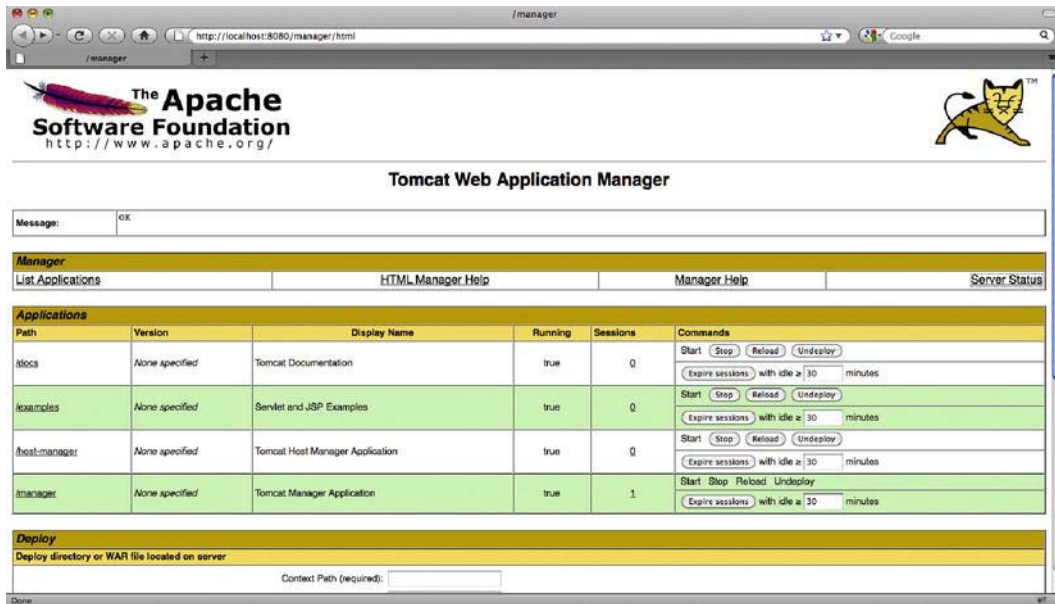 /manager
http://localhost:8080/manager/html
Google
/manager
The Apache
Software Foundation
http://www.apache.org/
TM
Tomcat Web Application Manager
Message: OK
Manager
List Applications HTML Manager Help Manager Help Server Status
Applications
Path Version Display Name Running Sessions Commands
/docs None specified Tomcat Documentation true 0 Start Stop Reload Undeploy
Expire sessions with idle ≥ 30 minutes
/examples None specified Servlet and JSP Examples true 0 Start Stop Reload Undeploy
Expire sessions with idle ≥ 30 minutes
/host-manager None specified Tomcat Host Manager Application true 0 Start Stop Reload Undeploy
Expire sessions with idle ≥ 30 minutes
/manager None specified Tomcat Manager Application true 1 Start Stop Reload Undeploy
Expire sessions with idle ≥ 30 minutes
Deploy
Deploy directory or WAR file located on server
Context Path (required):
Done